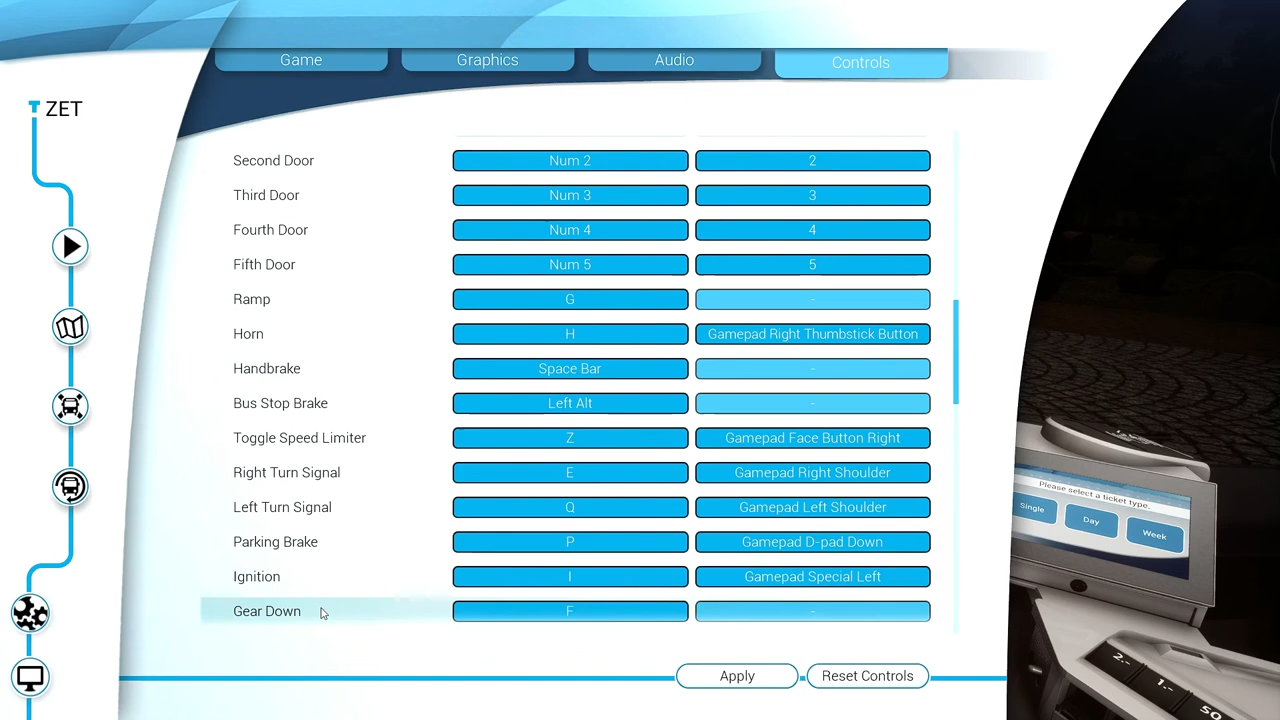 Game Graphics Audio Controls
ZET
Second Door Num 2 2
Third Door Num 3 3
Fourth Door Num 4 4
Fifth Door Num 5 5
Ramp G -
Horn H Gamepad Right Thumbstick Button
Handbrake Space Bar -
Bus Stop Brake Left Alt -
Toggle Speed Limiter Z Gamepad Face Button Right
Right Turn Signal E Gamepad Right Shoulder
Left Turn Signal Q Gamepad Left Shoulder
Parking Brake P Gamepad D-pad Down
Ignition I Gamepad Special Left
Gear Down F -
Apply Reset Controls
Please select a ticket type.
Single Day Week
2.- 1.- 50